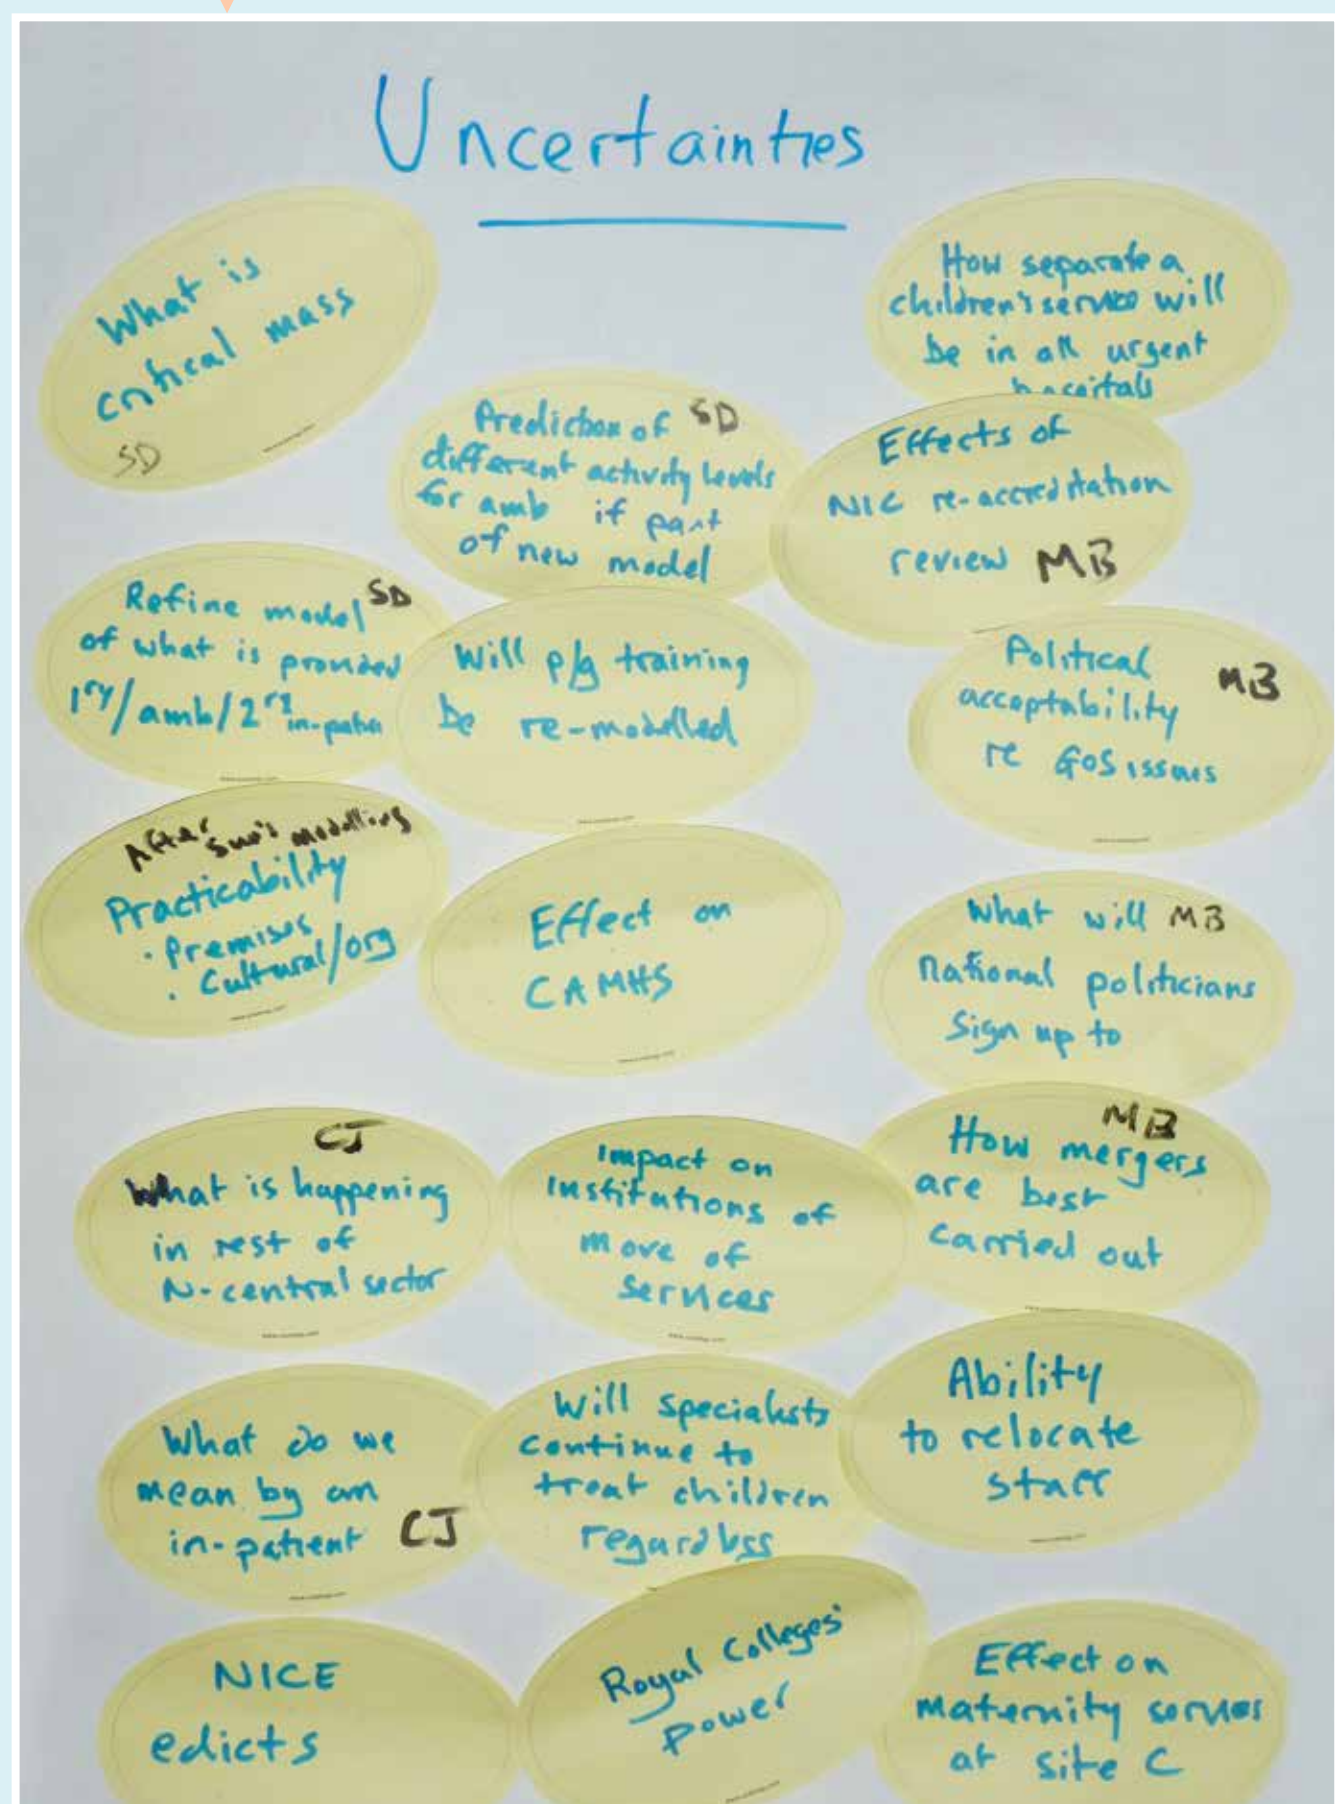 Uncertainties
What is
critical mass
SD
How separate a
children's service will
be in all urgent
hospitals
Prediction of SD
different activity levels
for amb if part
of new model
Effects of
NIC re-accreditation
review MB
Refine model SD
of what is provided
1ry/amb/2ry in-patient
Will p/g training
be re-modelled
Political MB
acceptability
re GOS issues
After Sue's modelling
Practicability
· Premises
· Cultural/org
Effect on
CAMHS
What will MB
national politicians
sign up to
CJ
What is happening
in rest of
N-central sector
Impact on
institutions of
move of
services
MB
How mergers
are best
carried out
What do we
mean by an
in-patient CJ
Will specialists
continue to
treat children
regardless
Ability
to relocate
staff
NICE
edicts
Royal Colleges'
power
Effect on
maternity services
at site C